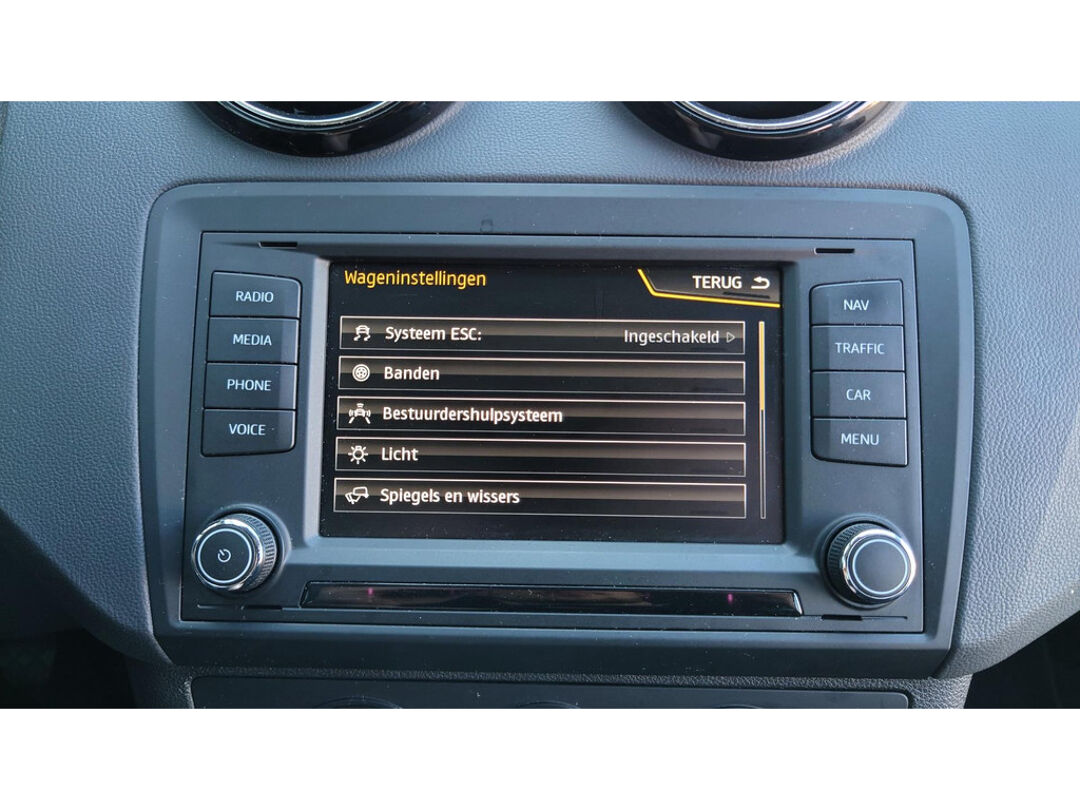 Wageninstellingen
TERUG
Systeem ESC: Ingeschakeld
Banden
Bestuurdershulpsysteem
Licht
Spiegels en wissers
RADIO
MEDIA
PHONE
VOICE
NAV
TRAFFIC
CAR
MENU